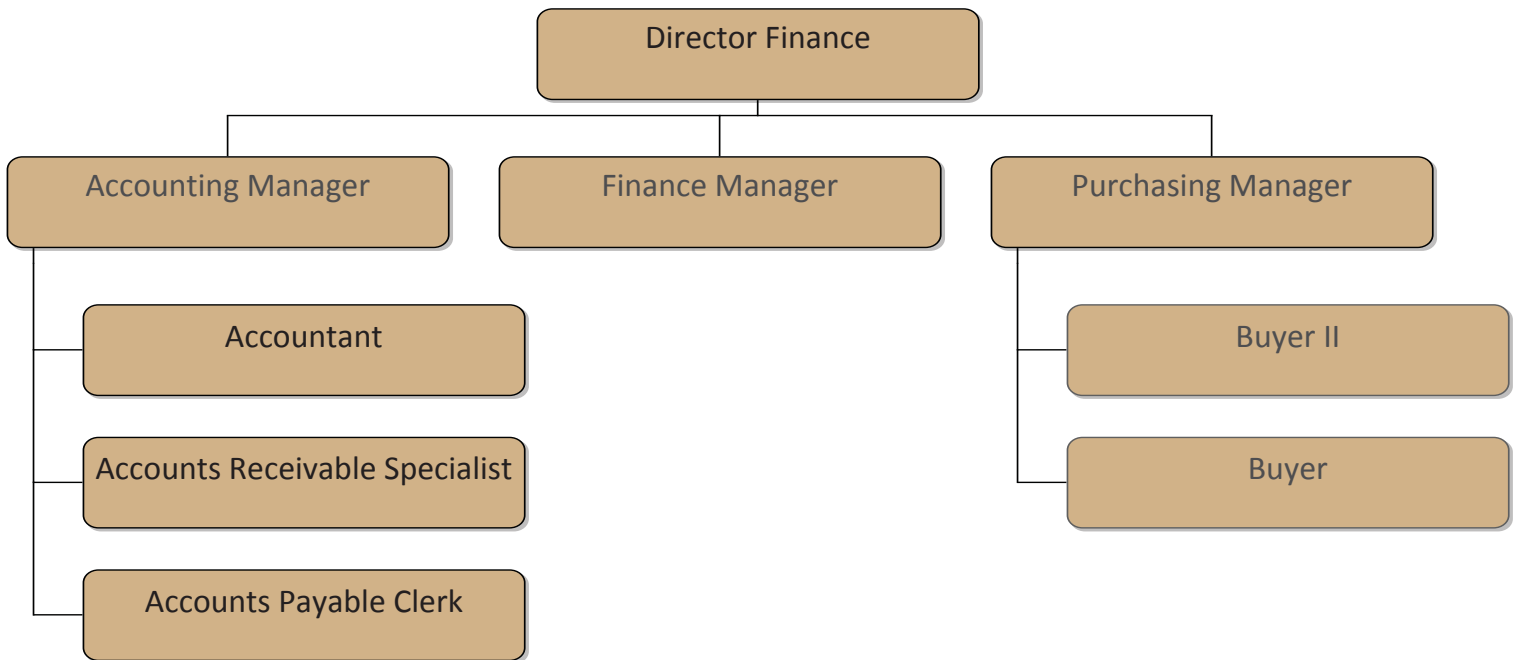 Director Finance
Accounting Manager
Finance Manager
Purchasing Manager
Accountant
Buyer II
Accounts Receivable Specialist
Buyer
Accounts Payable Clerk